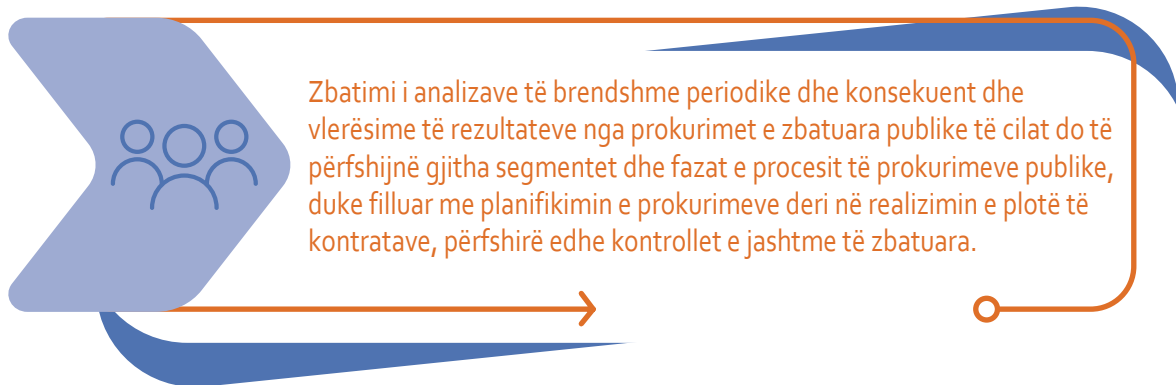 Zbatimi i analizave të brendshme periodike dhe konsekuent dhe
vlerësime të rezultateve nga prokurimet e zbatuara publike të cilat do të
përfshijnë gjitha segmentet dhe fazat e procesit të prokurimeve publike,
duke filluar me planifikimin e prokurimeve deri në realizimin e plotë të
kontratave, përfshirë edhe kontrollet e jashtme të zbatuara.